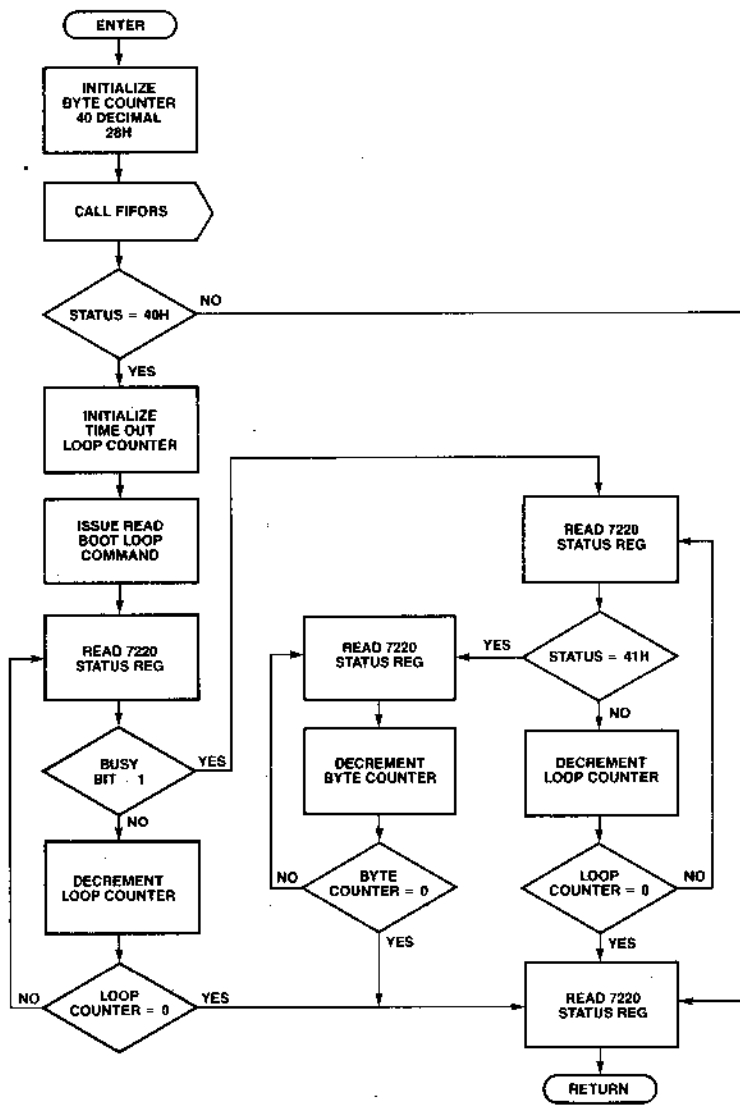 ENTER
INITIALIZE
BYTE COUNTER
40 DECIMAL
28H
CALL FIFORS
STATUS = 40H
NO
YES
INITIALIZE
TIME OUT
LOOP COUNTER
ISSUE READ
BOOT LOOP
COMMAND
READ 7220
STATUS REG
BUSY
BIT - 1
YES
NO
DECREMENT
LOOP COUNTER
LOOP
COUNTER = 0
NO
YES
READ 7220
STATUS REG
DECREMENT
BYTE COUNTER
BYTE
COUNTER = 0
NO
YES
READ 7220
STATUS REG
STATUS = 41H
YES
NO
DECREMENT
LOOP COUNTER
LOOP
COUNTER = 0
NO
YES
READ 7220
STATUS REG
RETURN